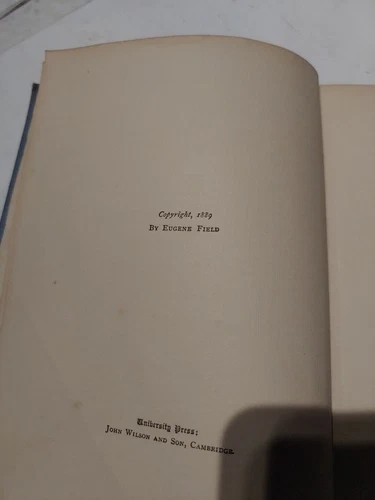 Copyright, 1889
BY EUGENE FIELD
University Press:
JOHN WILSON AND SON, CAMBRIDGE.